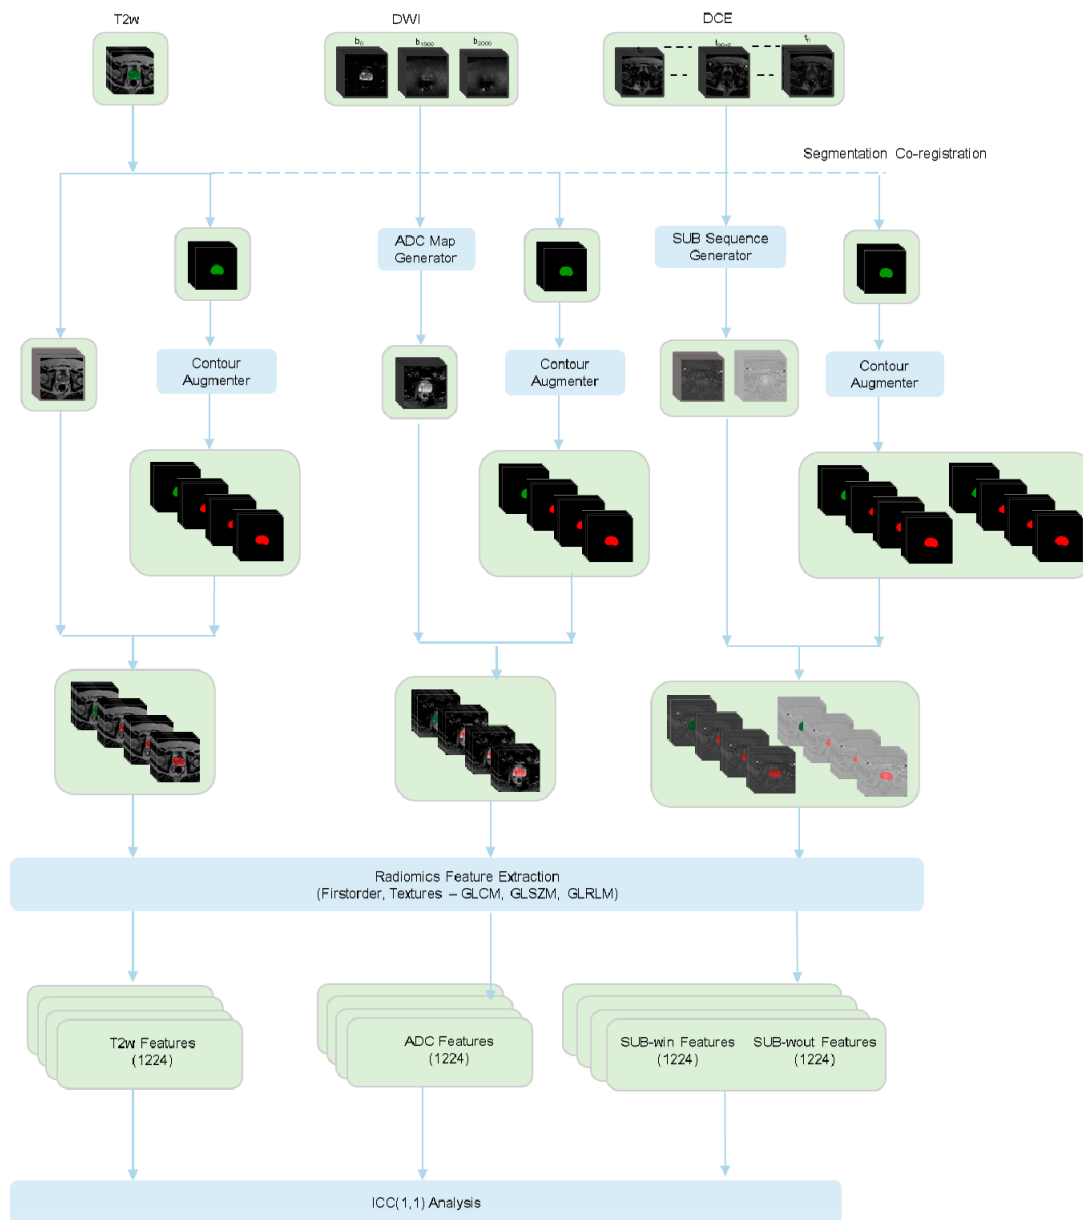 T2w
DWI
DCE
b0
b1500
b2000
Segmentation Co-registration
ADC Map
Generator
SUB Sequence
Generator
Contour
Augmenter
Contour
Augmenter
Contour
Augmenter
Radiomics Feature Extraction
(Firstorder, Textures – GLCM, GLSZM, GLRLM)
T2w Features
(1224)
ADC Features
(1224)
SUB-win Features
(1224)
SUB-wout Features
(1224)
ICC(1,1) Analysis